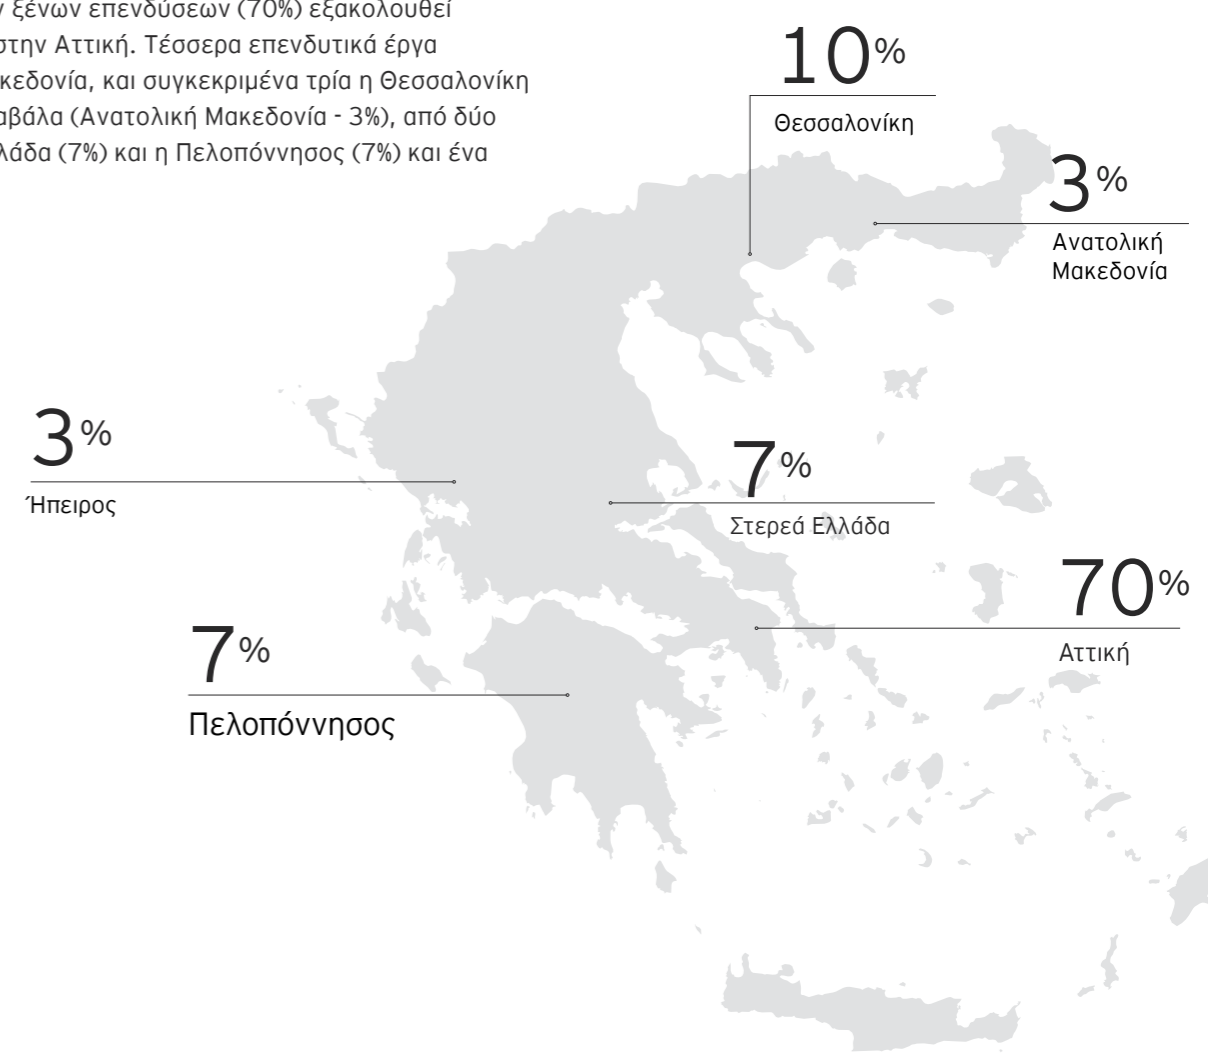 ξένων επενδύσεων (70%) εξακολουθεί
στην Αττική. Τέσσερα επενδυτικά έργα
κεδονία, και συγκεκριμένα τρία η Θεσσαλονίκη
αβάλα (Ανατολική Μακεδονία - 3%), από δύο
λάδα (7%) και η Πελοπόννησος (7%) και ένα
10%
Θεσσαλονίκη
3%
Ανατολική
Μακεδονία
3%
Ήπειρος
7%
Στερεά Ελλάδα
70%
Αττική
7%
Πελοπόννησος